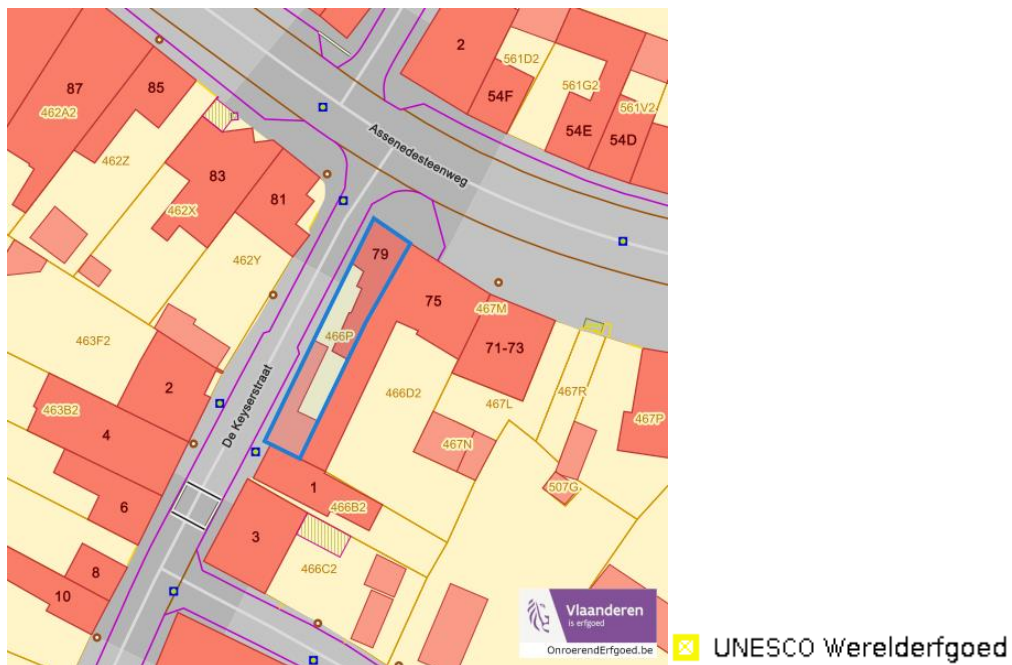 2
561D2
561G2
54F
561V2
87
85
54E
54D
462A2
Assenedesteenweg
462Z
83
81
462X
79
462Y
75
467M
466P
71-73
463F2
De Keyserstraat
2
466D2
467L
467R
463B2
467P
4
467N
1
507G
6
466B2
3
8
466C2
10
Vlaanderen
is erfgoed
OnroerendErfgoed.be
UNESCO Werelderfgoed